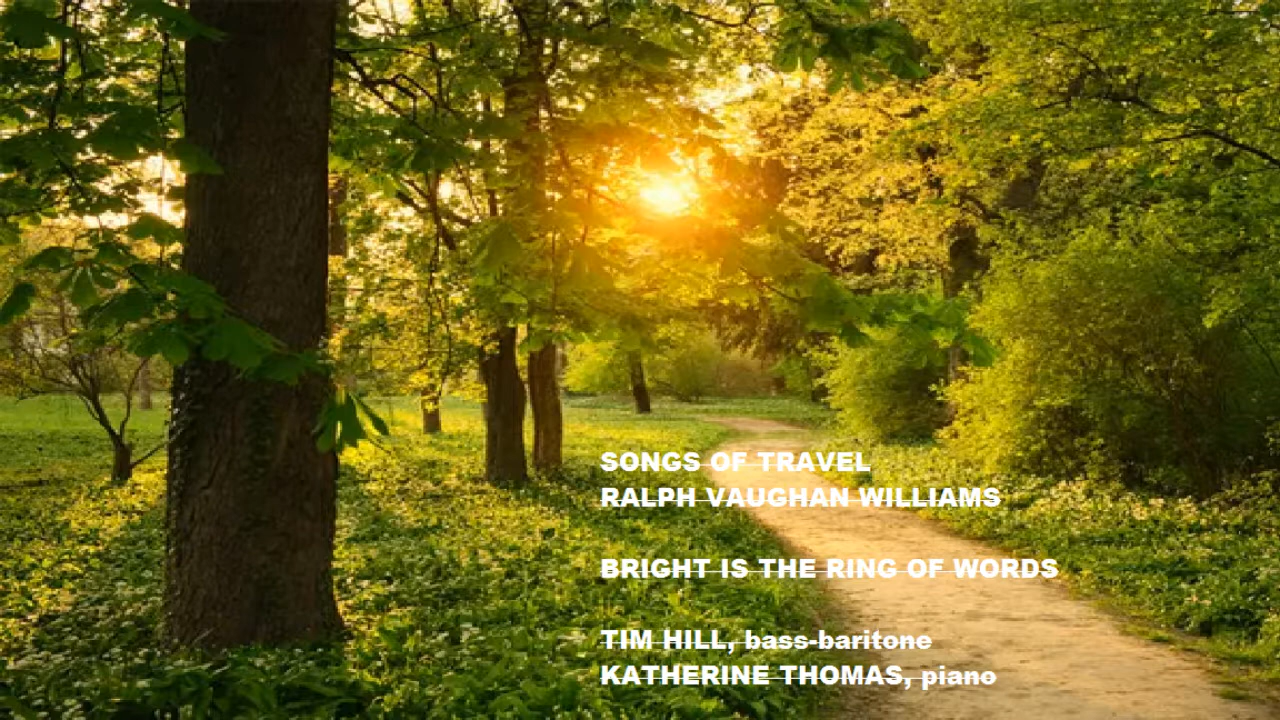 SONGS OF TRAVEL
RALPH VAUGHAN WILLIAMS
BRIGHT IS THE RING OF WORDS
TIM HILL, bass-baritone
KATHERINE THOMAS, piano